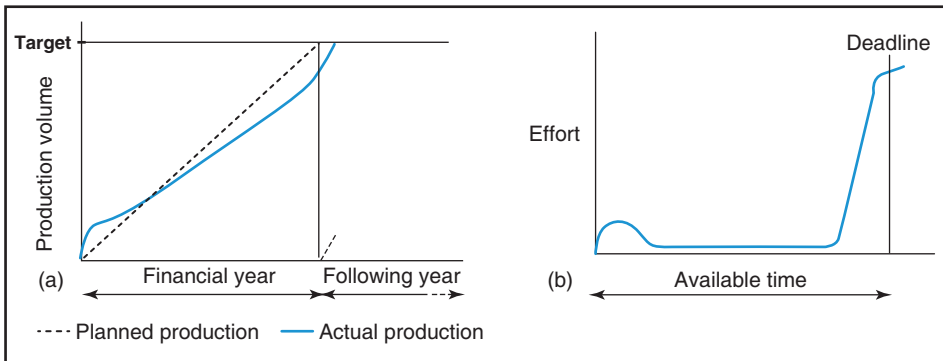 Target
Production volume
(a)
Financial year
Following year
Planned production
Actual production
Deadline
Effort
(b)
Available time